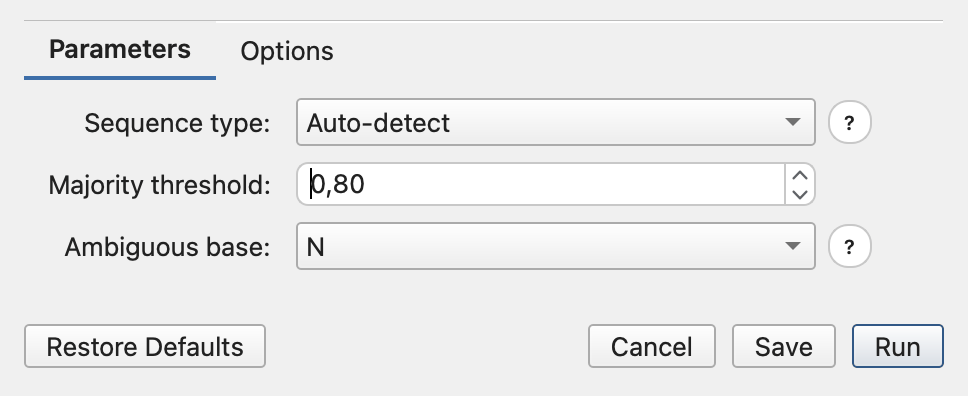 Parameters Options
Sequence type: Auto-detect ?
Majority threshold: 0,80
Ambiguous base: N ?
Restore Defaults Cancel Save Run